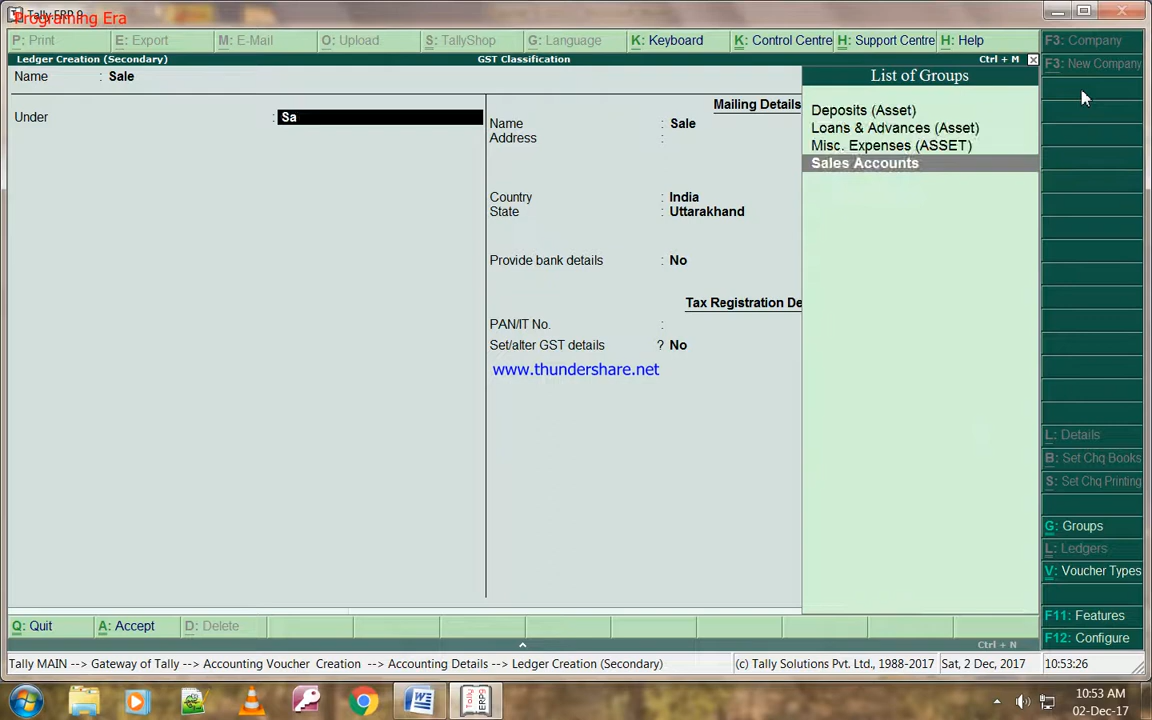 Tally.ERP 9
Programing Era
P: Print
E: Export
M: E-Mail
O: Upload
S: TallyShop
G: Language
K: Keyboard
K: Control Centre
H: Support Centre
H: Help
F3: Company
F3: New Company
Ledger Creation (Secondary)
GST Classification
Ctrl + M
Name : Sale
Under : Sa
Mailing Details
Name : Sale
Address :
Country : India
State : Uttarakhand
Provide bank details : No
Tax Registration De
PAN/IT No. :
Set/alter GST details ? No
www.thundershare.net
List of Groups
Deposits (Asset)
Loans & Advances (Asset)
Misc. Expenses (ASSET)
Sales Accounts
L: Details
B: Set Chq Books
S: Set Chq Printing
G: Groups
L: Ledgers
V: Voucher Types
F11: Features
F12: Configure
Q: Quit
A: Accept
D: Delete
Ctrl + N
Tally MAIN --> Gateway of Tally --> Accounting Voucher Creation --> Accounting Details --> Ledger Creation (Secondary)
(c) Tally Solutions Pvt. Ltd., 1988-2017
Sat, 2 Dec, 2017
10:53:26
Tally ERP9
10:53 AM
02-Dec-17